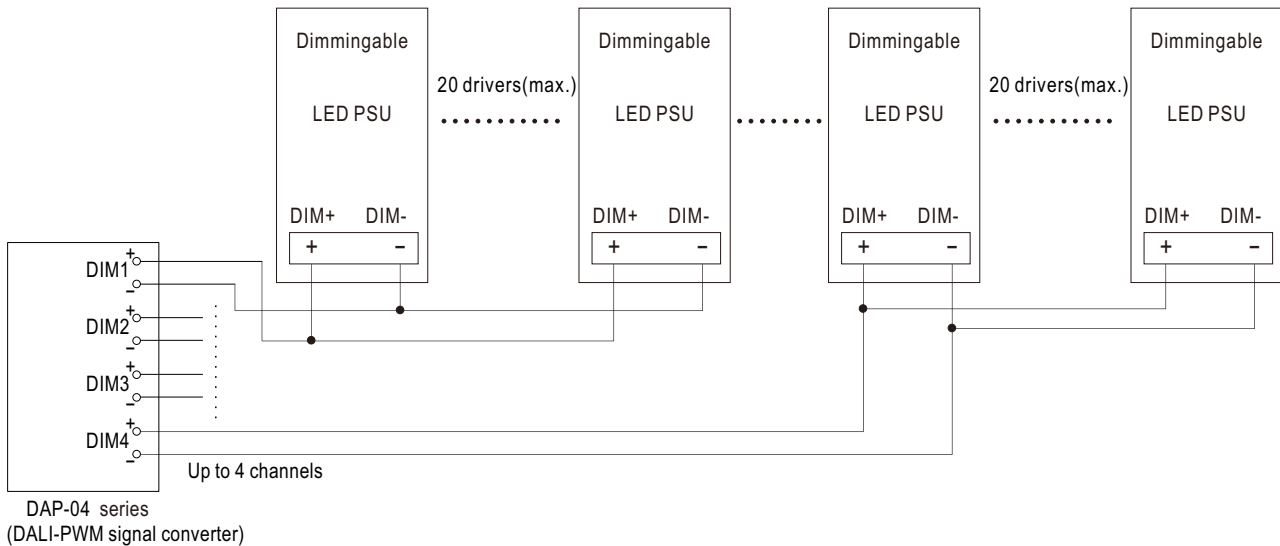 Dimmingable
LED PSU
DIM+ DIM-
+ −
20 drivers(max.)
Dimmingable
LED PSU
DIM+ DIM-
+ −
Dimmingable
LED PSU
DIM+ DIM-
+ −
20 drivers(max.)
Dimmingable
LED PSU
DIM+ DIM-
+ −
DIM1
+
−
DIM2
+
−
DIM3
+
−
DIM4
+
−
Up to 4 channels
DAP-04 series
(DALI-PWM signal converter)